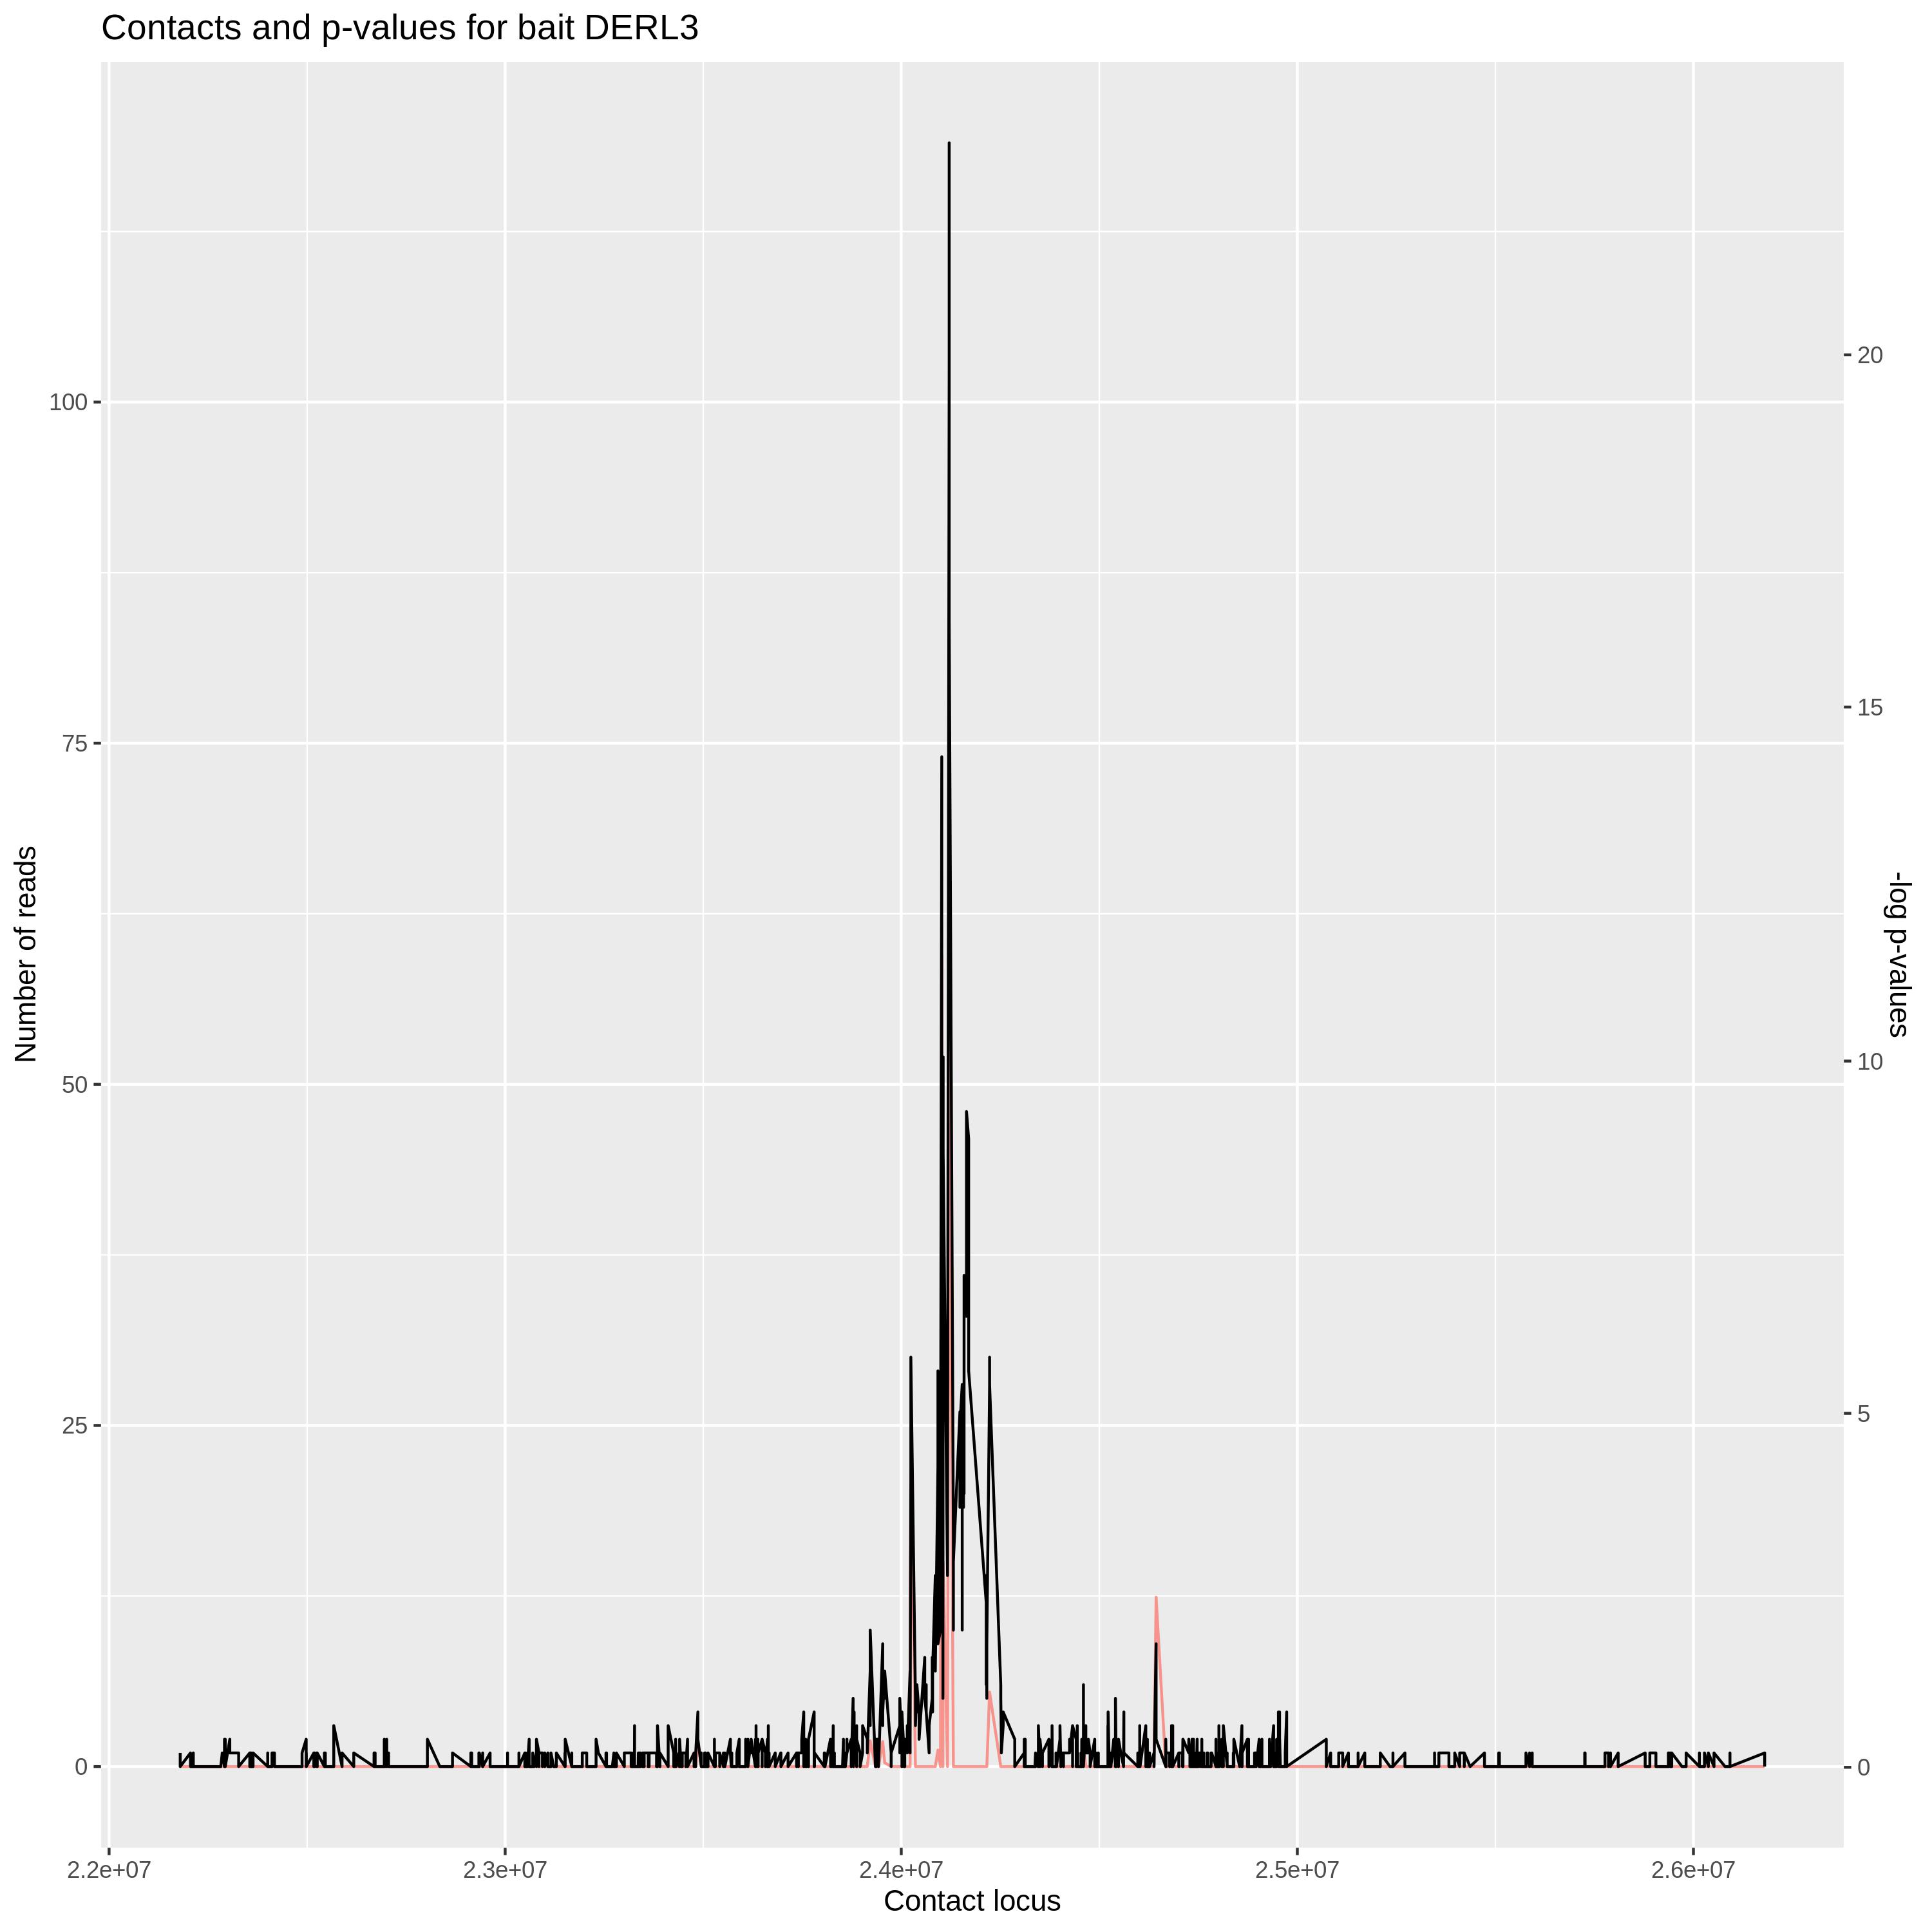 Contacts and p-values for bait DERL3
100
75
50
25
0
20
15
10
5
0
Number of reads
-log p-values
2.2e+07 2.3e+07 2.4e+07 2.5e+07 2.6e+07
Contact locus